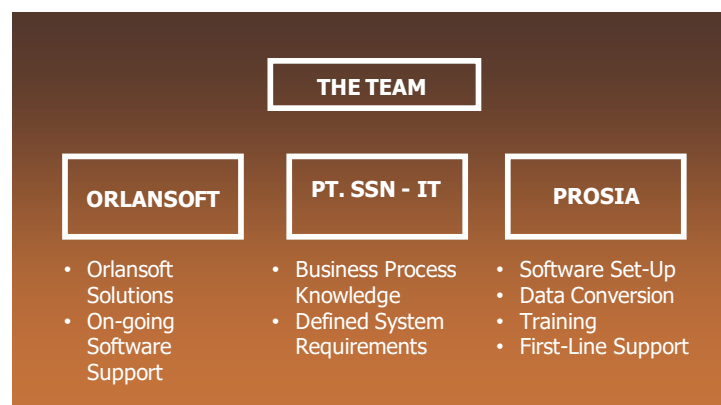 THE TEAM
ORLANSOFT
• Orlansoft
Solutions
• On-going
Software
Support
PT. SSN - IT
• Business Process
Knowledge
• Defined System
Requirements
PROSIA
• Software Set-Up
• Data Conversion
• Training
• First-Line Support